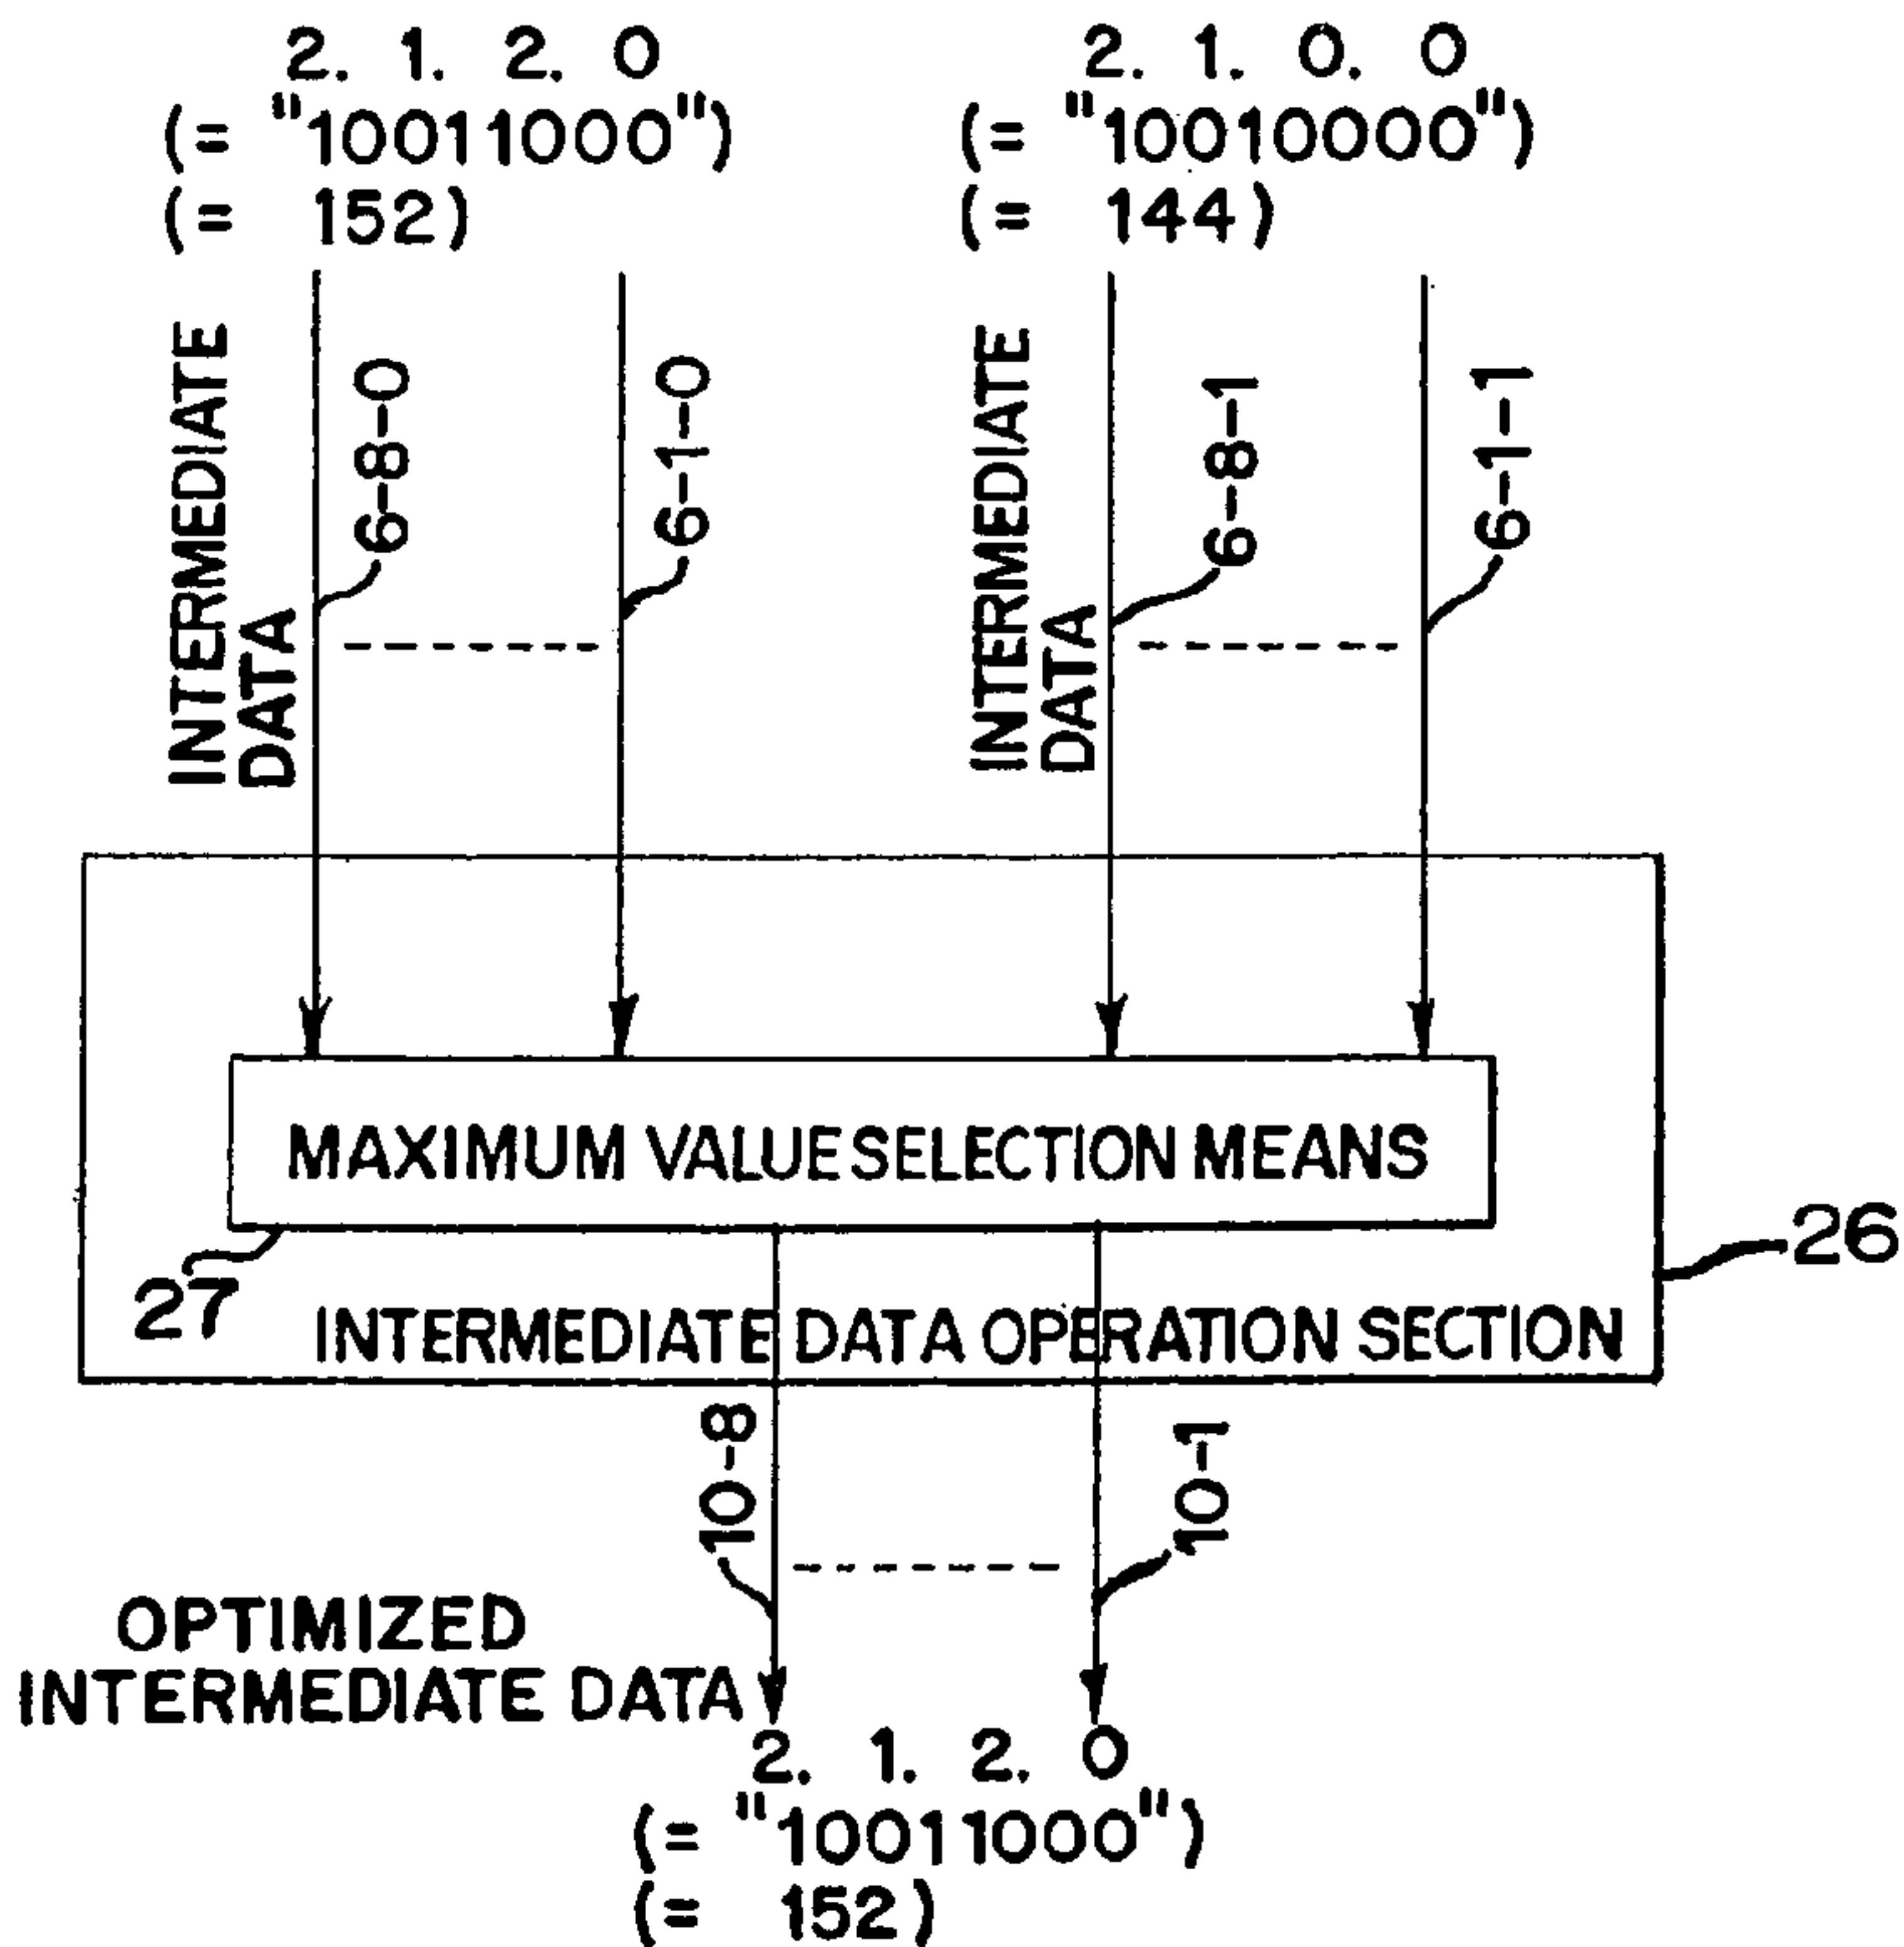 2. 1. 2. 0
(= "10011000")
(= 152)
2. 1. 0. 0
(= "10010000")
(= 144)
INTERMEDIATE
DATA
6-8-0
6-1-0
INTERMEDIATE
DATA
6-8-1
6-1-1
MAXIMUM VALUE SELECTION MEANS
27
26
INTERMEDIATE DATA OPERATION SECTION
10-8
10-1
OPTIMIZED
INTERMEDIATE DATA
2. 1. 2. 0
(= "10011000")
(= 152)